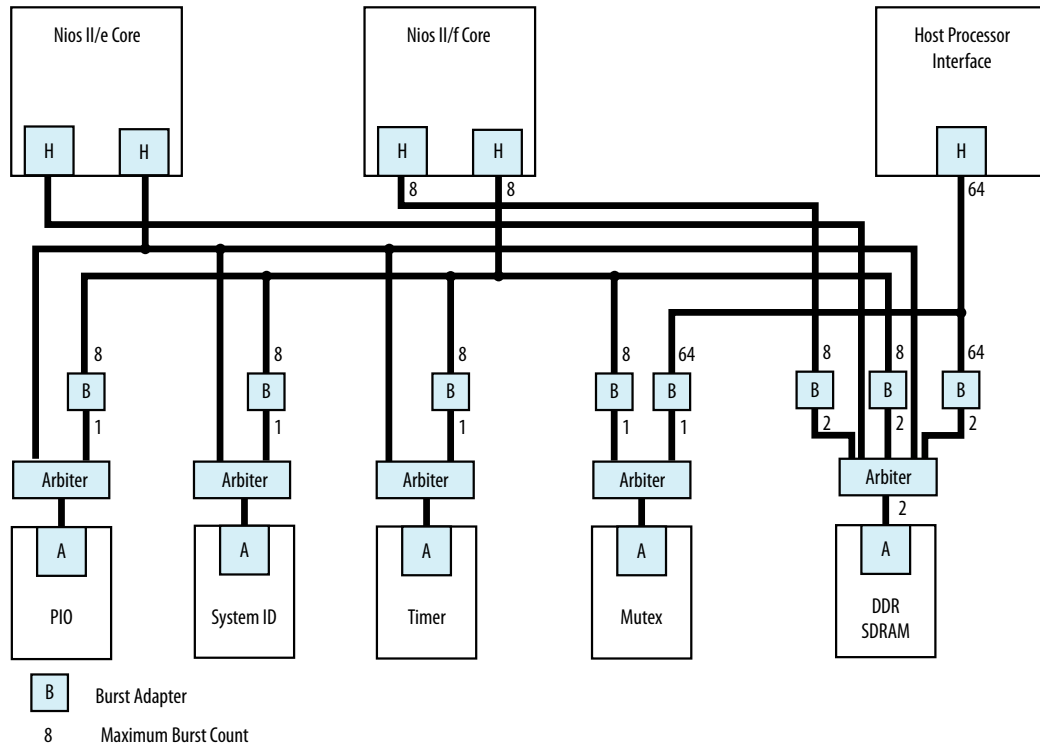 Nios II/e Core
Nios II/f Core
Host Processor
Interface
H
H
H
H
H
8
8
64
8
8
8
8
64
8
8
64
B
B
B
B
B
B
B
B
1
1
1
1
1
2
2
2
Arbiter
Arbiter
Arbiter
Arbiter
Arbiter
2
A
A
A
A
A
PIO
System ID
Timer
Mutex
DDR
SDRAM
B
Burst Adapter
8
Maximum Burst Count